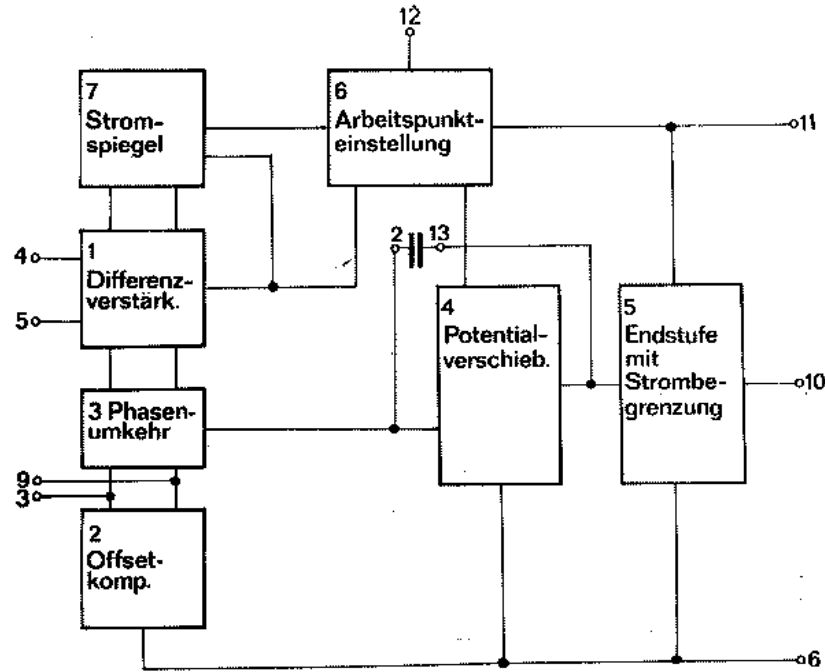 12
7
Strom-
spiegel
6
Arbeitspunkt-
einstellung
11
2 13
4
1
Differenz-
verstärk.
5
4
Potential-
verschieb.
5
Endstufe
mit
Strombe-
grenzung
10
3 Phasen-
umkehr
9
3
2
Offset-
komp.
6